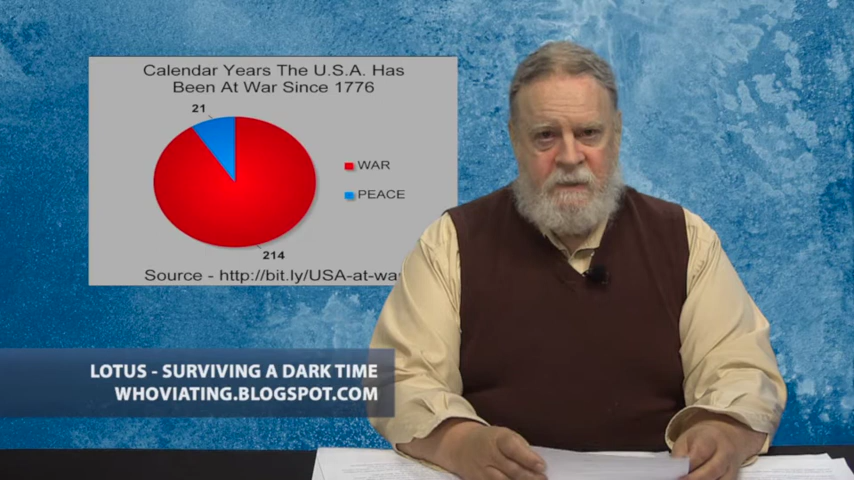 Calendar Years The U.S.A. Has
Been At War Since 1776
21
WAR
PEACE
214
Source - http://bit.ly/USA-at-wa
LOTUS - SURVIVING A DARK TIME
WHOVIATING.BLOGSPOT.COM